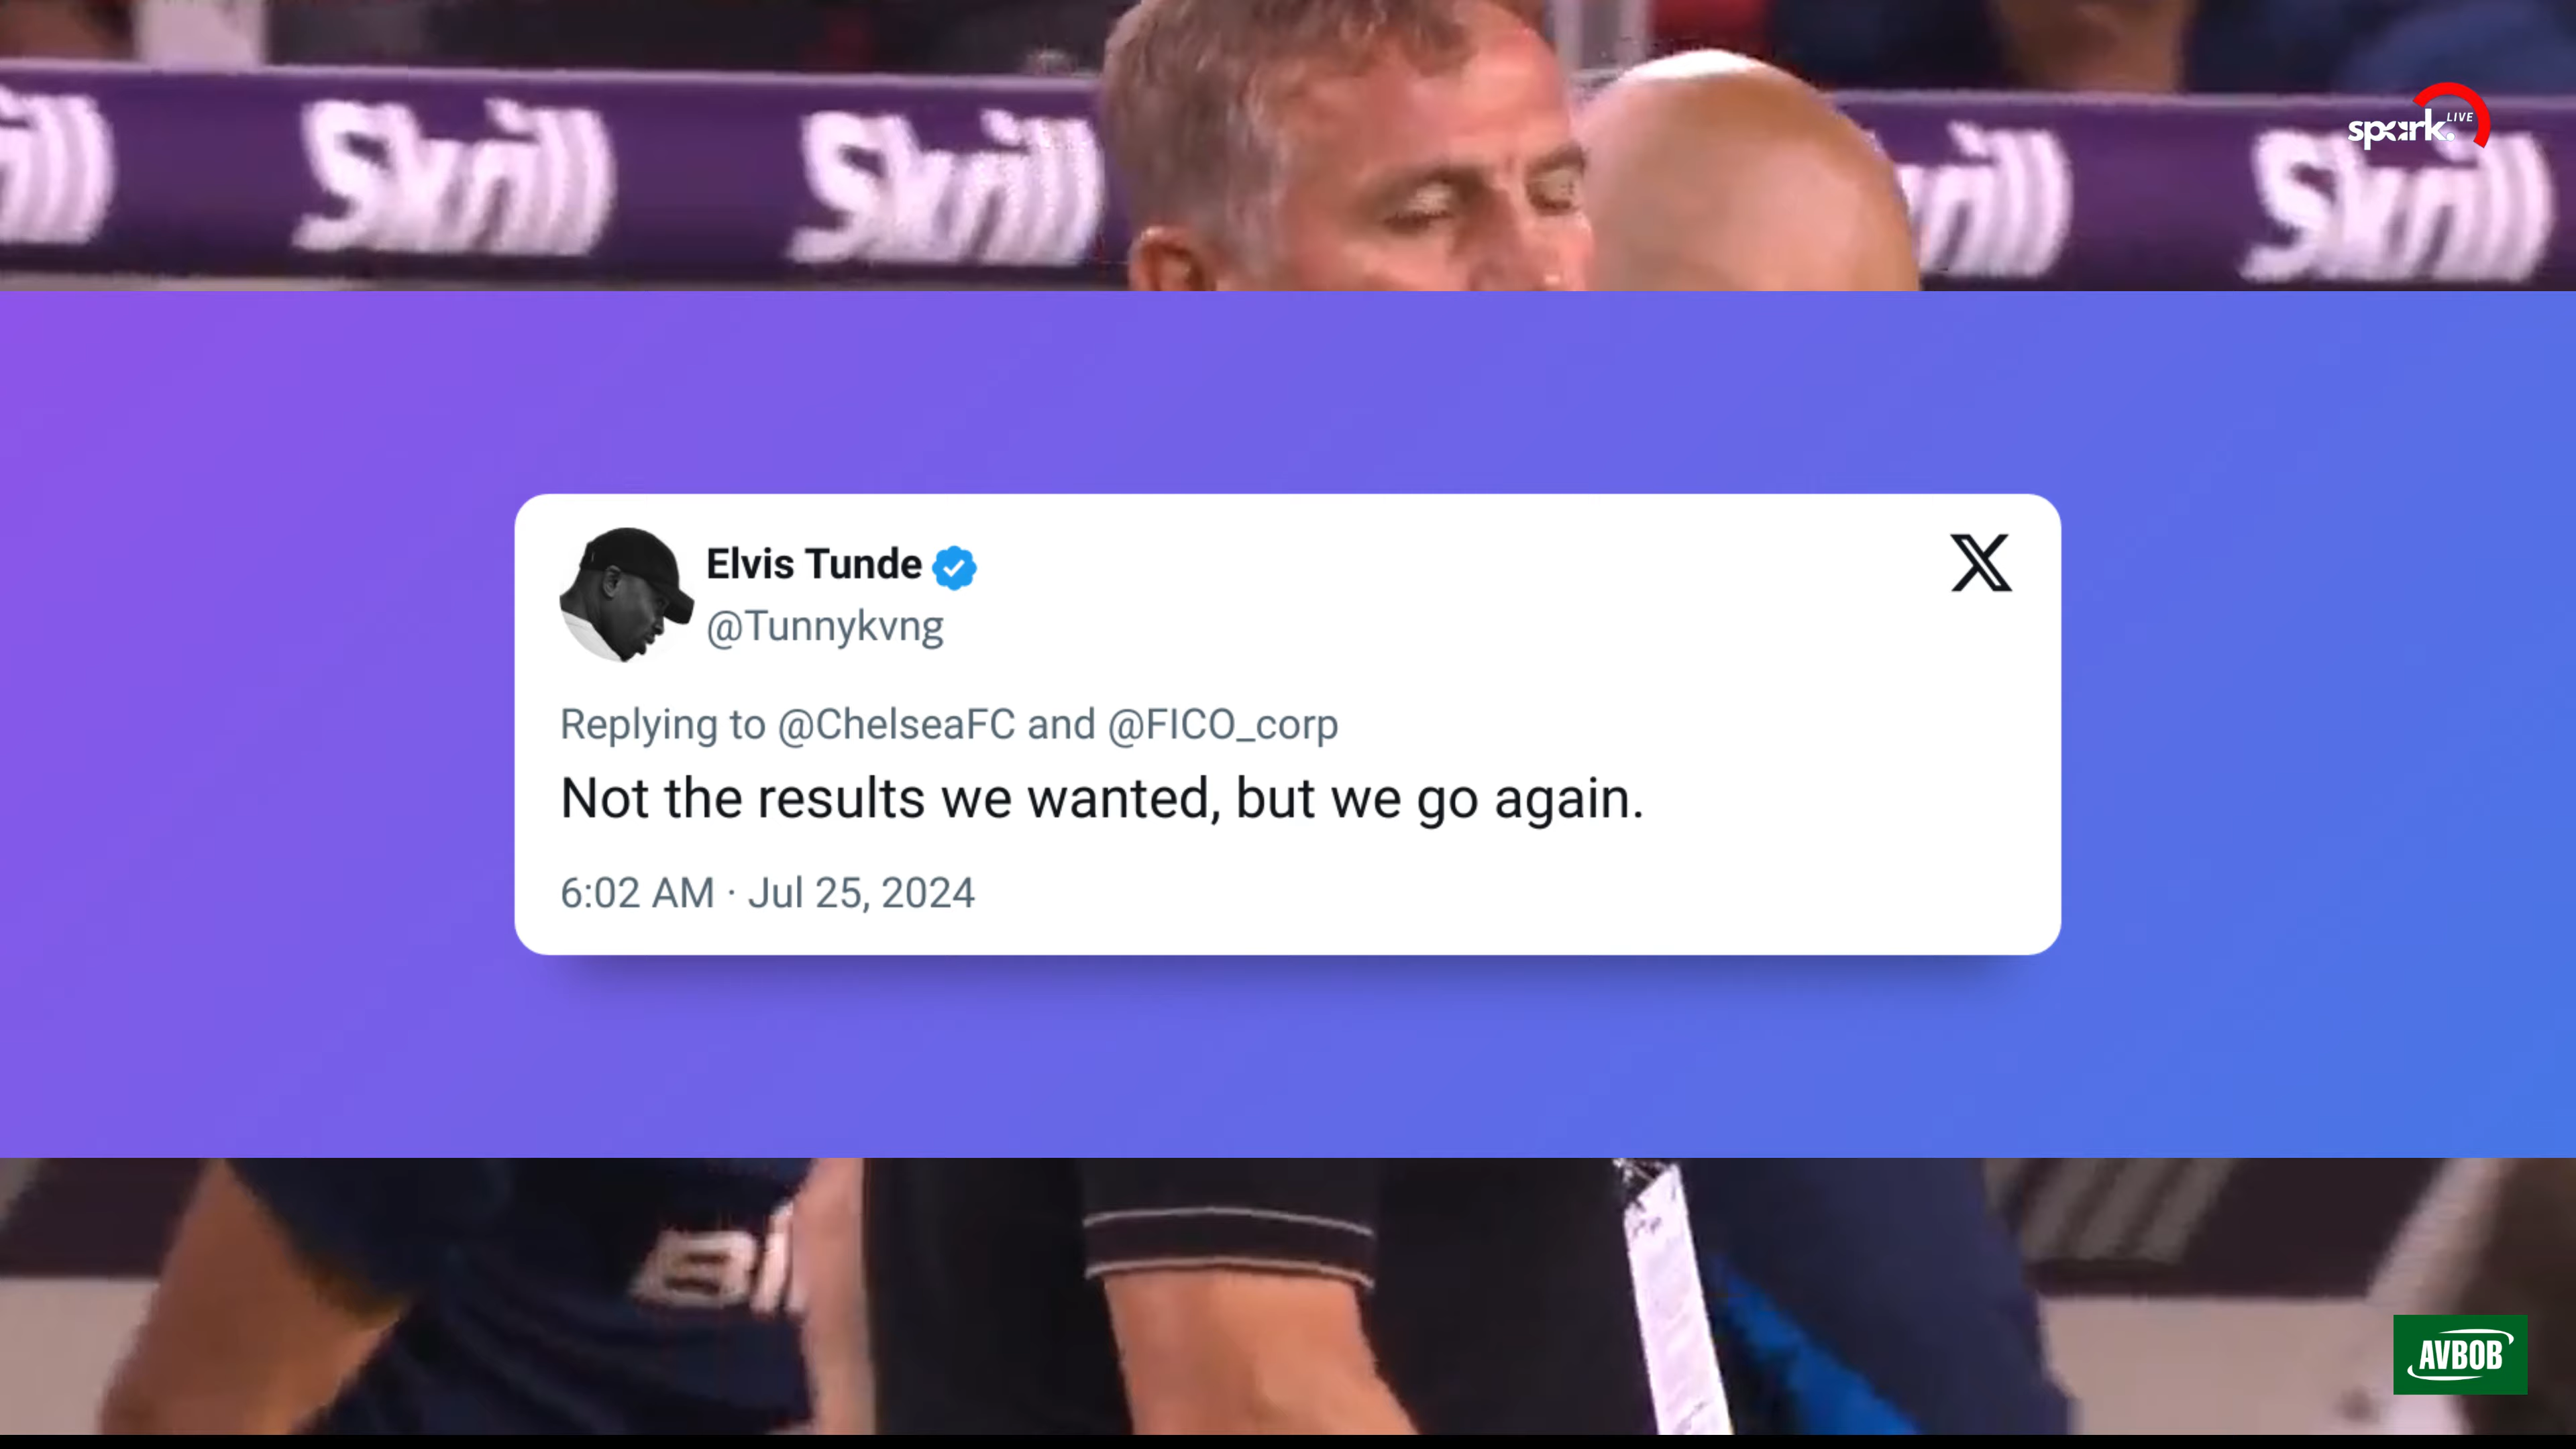 Skrill Skrill Skrill
spark. LIVE
Elvis Tunde
@Tunnykvng
X
Replying to @ChelseaFC and @FICO_corp
Not the results we wanted, but we go again.
6:02 AM · Jul 25, 2024
AVBOB